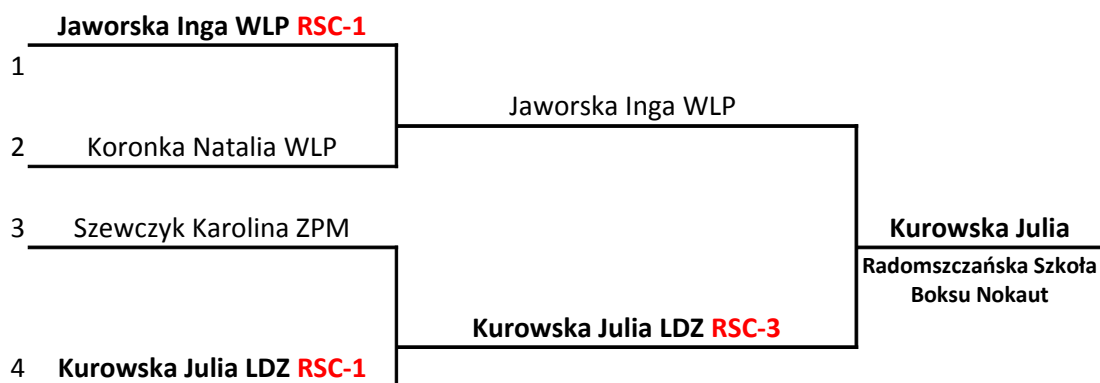 Jaworska Inga WLP RSC-1
1
Jaworska Inga WLP
2 Koronka Natalia WLP
3 Szewczyk Karolina ZPM
Kurowska Julia
Radomszczańska Szkoła
Boksu Nokaut
Kurowska Julia LDZ RSC-3
4 Kurowska Julia LDZ RSC-1